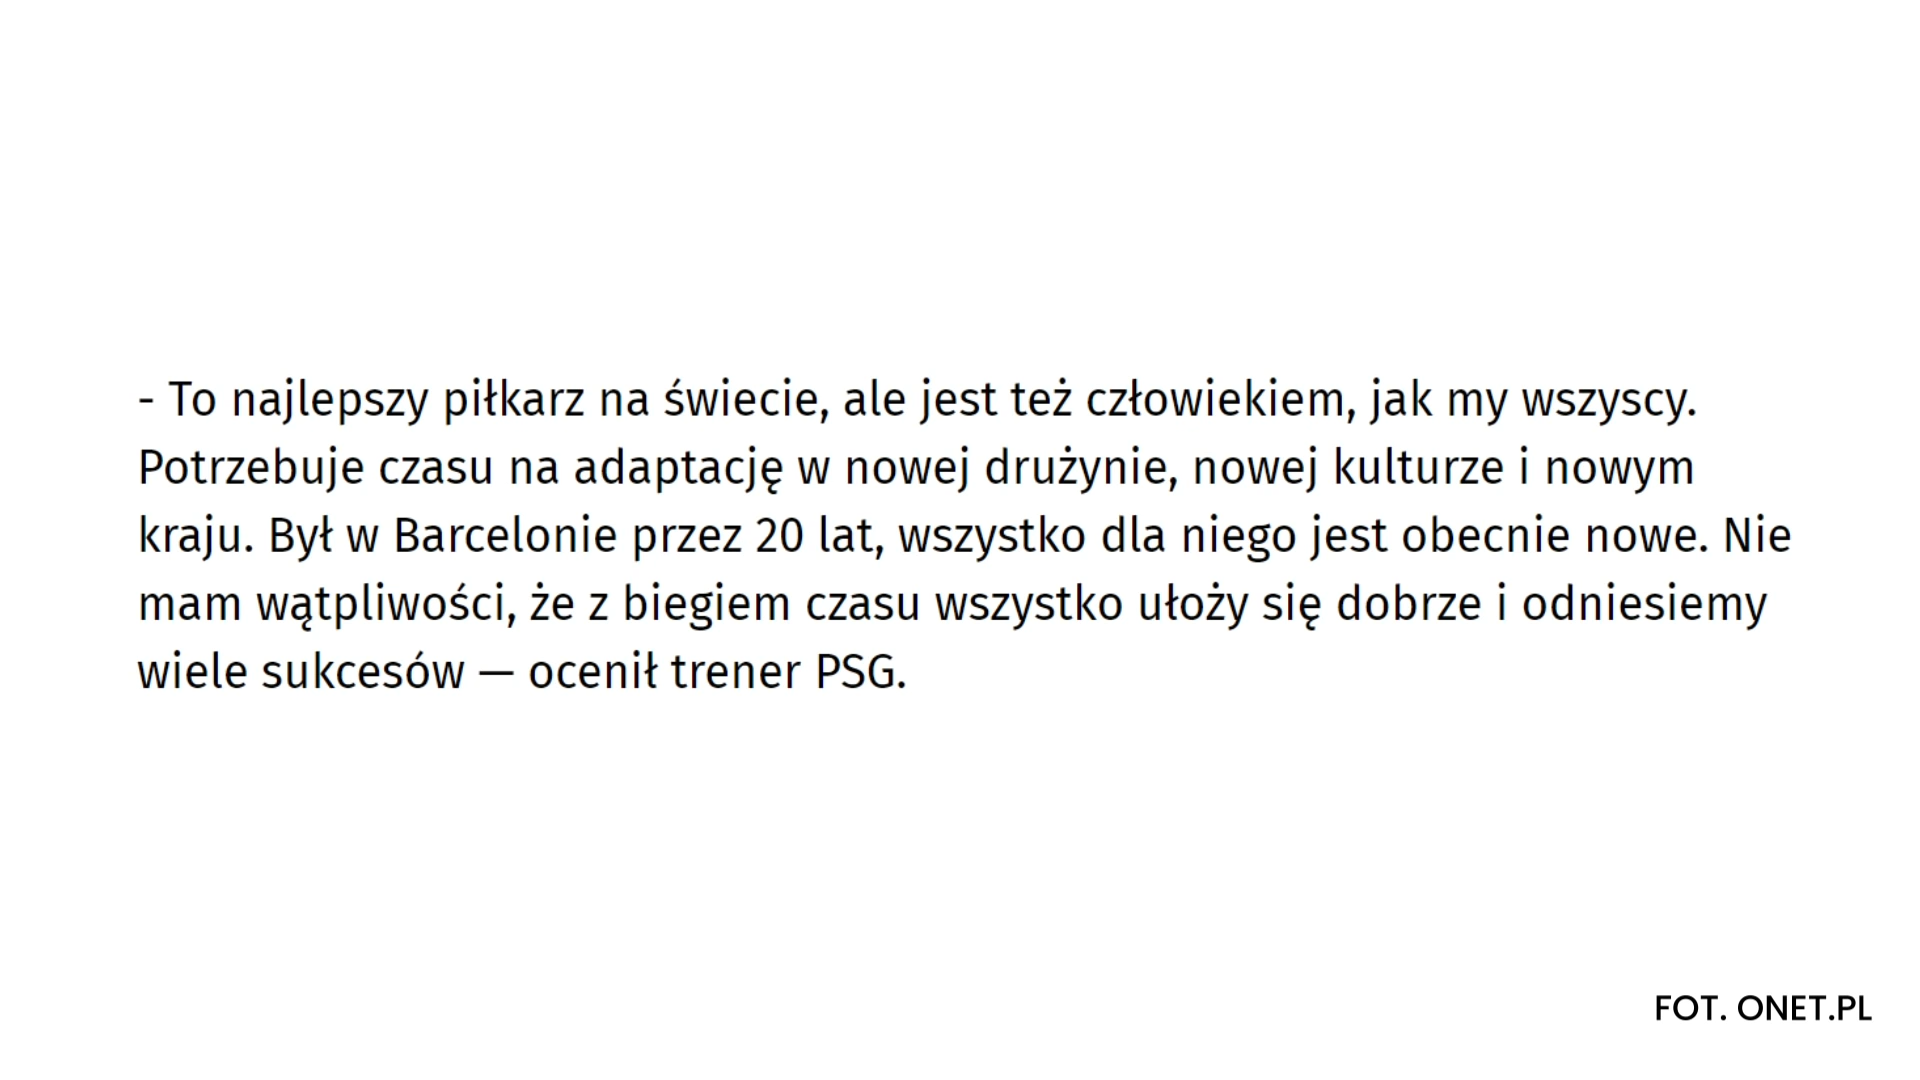 - To najlepszy piłkarz na świecie, ale jest też człowiekiem, jak my wszyscy.
Potrzebuje czasu na adaptację w nowej drużynie, nowej kulturze i nowym
kraju. Był w Barcelonie przez 20 lat, wszystko dla niego jest obecnie nowe. Nie
mam wątpliwości, że z biegiem czasu wszystko ułoży się dobrze i odniesiemy
wiele sukcesów — ocenił trener PSG.
FOT. ONET.PL